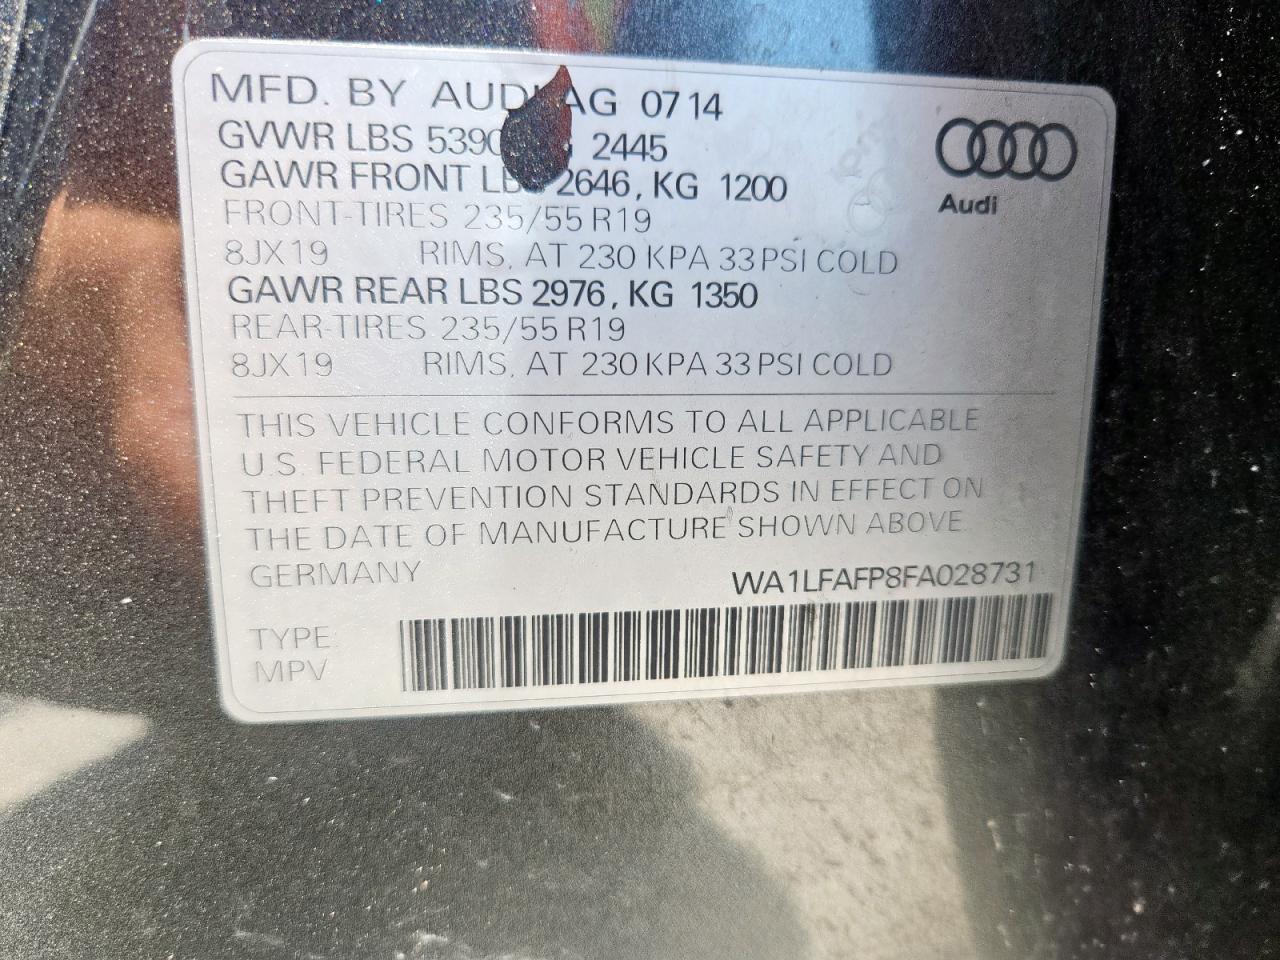 MFD. BY AUDI AG 07 14
GVWR LBS 5390 2445
GAWR FRONT LBS 2646, KG 1200
FRONT-TIRES 235/55 R19
8JX19 RIMS, AT 230 KPA 33 PSI COLD
GAWR REAR LBS 2976, KG 1350
REAR-TIRES 235/55 R19
8JX19 RIMS, AT 230 KPA 33 PSI COLD
Audi
THIS VEHICLE CONFORMS TO ALL APPLICABLE
U.S. FEDERAL MOTOR VEHICLE SAFETY AND
THEFT PREVENTION STANDARDS IN EFFECT ON
THE DATE OF MANUFACTURE SHOWN ABOVE.
GERMANY
WA1LFAFP8FA028731
TYPE:
MPV